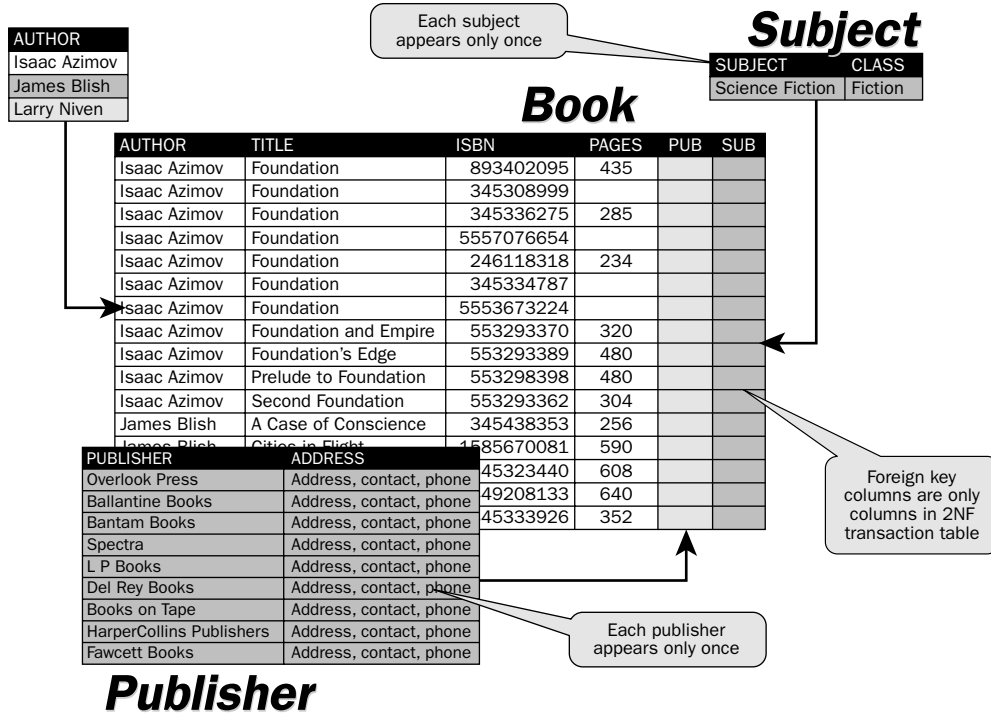 Each subject
appears only once
Subject
AUTHOR
Isaac Azimov
James Blish
Larry Niven
SUBJECT CLASS
Science Fiction Fiction
Book
AUTHOR TITLE ISBN PAGES PUB SUB
Isaac Azimov Foundation 893402095 435
Isaac Azimov Foundation 345308999
Isaac Azimov Foundation 345336275 285
Isaac Azimov Foundation 5557076654
Isaac Azimov Foundation 246118318 234
Isaac Azimov Foundation 345334787
Isaac Azimov Foundation 5553673224
Isaac Azimov Foundation and Empire 553293370 320
Isaac Azimov Foundation's Edge 553293389 480
Isaac Azimov Prelude to Foundation 553298398 480
Isaac Azimov Second Foundation 553293362 304
James Blish A Case of Conscience 345438353 256
James Blish Cities in Flight 1585670081 590
45323440 608
49208133 640
45333926 352
PUBLISHER ADDRESS
Overlook Press Address, contact, phone
Ballantine Books Address, contact, phone
Bantam Books Address, contact, phone
Spectra Address, contact, phone
L P Books Address, contact, phone
Del Rey Books Address, contact, phone
Books on Tape Address, contact, phone
HarperCollins Publishers Address, contact, phone
Fawcett Books Address, contact, phone
Foreign key
columns are only
columns in 2NF
transaction table
Each publisher
appears only once
Publisher